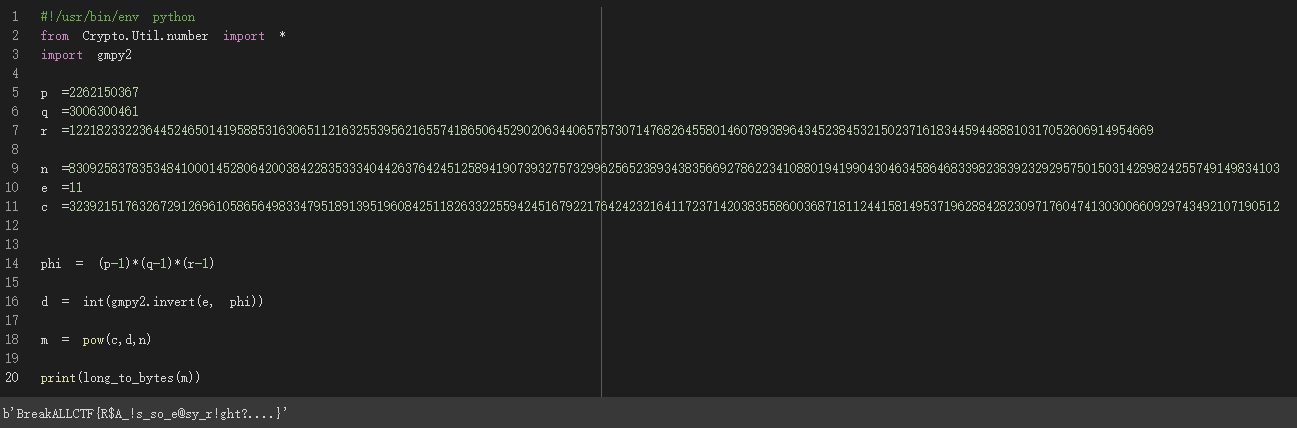 1 #!/usr/bin/env python
2 from Crypto.Util.number import *
3 import gmpy2
4
5 p =2262150367
6 q =3006300461
7 r =12218233223644524650141958853163065112163255395621655741865064529020634406575730714768264558014607893896434523845321502371618344594488810317052606914954669
8
9 n =83092583783534841000145280642003842283533340442637642451258941907393275732996256523893438356692786223410880194199043046345864683398238392329295750150314289824255749149834103
10 e =11
11 c =32392151763267291269610586564983347951891395196084251182633225594245167922176424232164117237142038355860036871811244158149537196288428230971760474130300660929743492107190512
12
13
14 phi = (p-1)*(q-1)*(r-1)
15
16 d = int(gmpy2.invert(e, phi))
17
18 m = pow(c,d,n)
19
20 print(long_to_bytes(m))
b'BreakALLCTF{R$A_!s_so_e@sy_r!ght?....}'